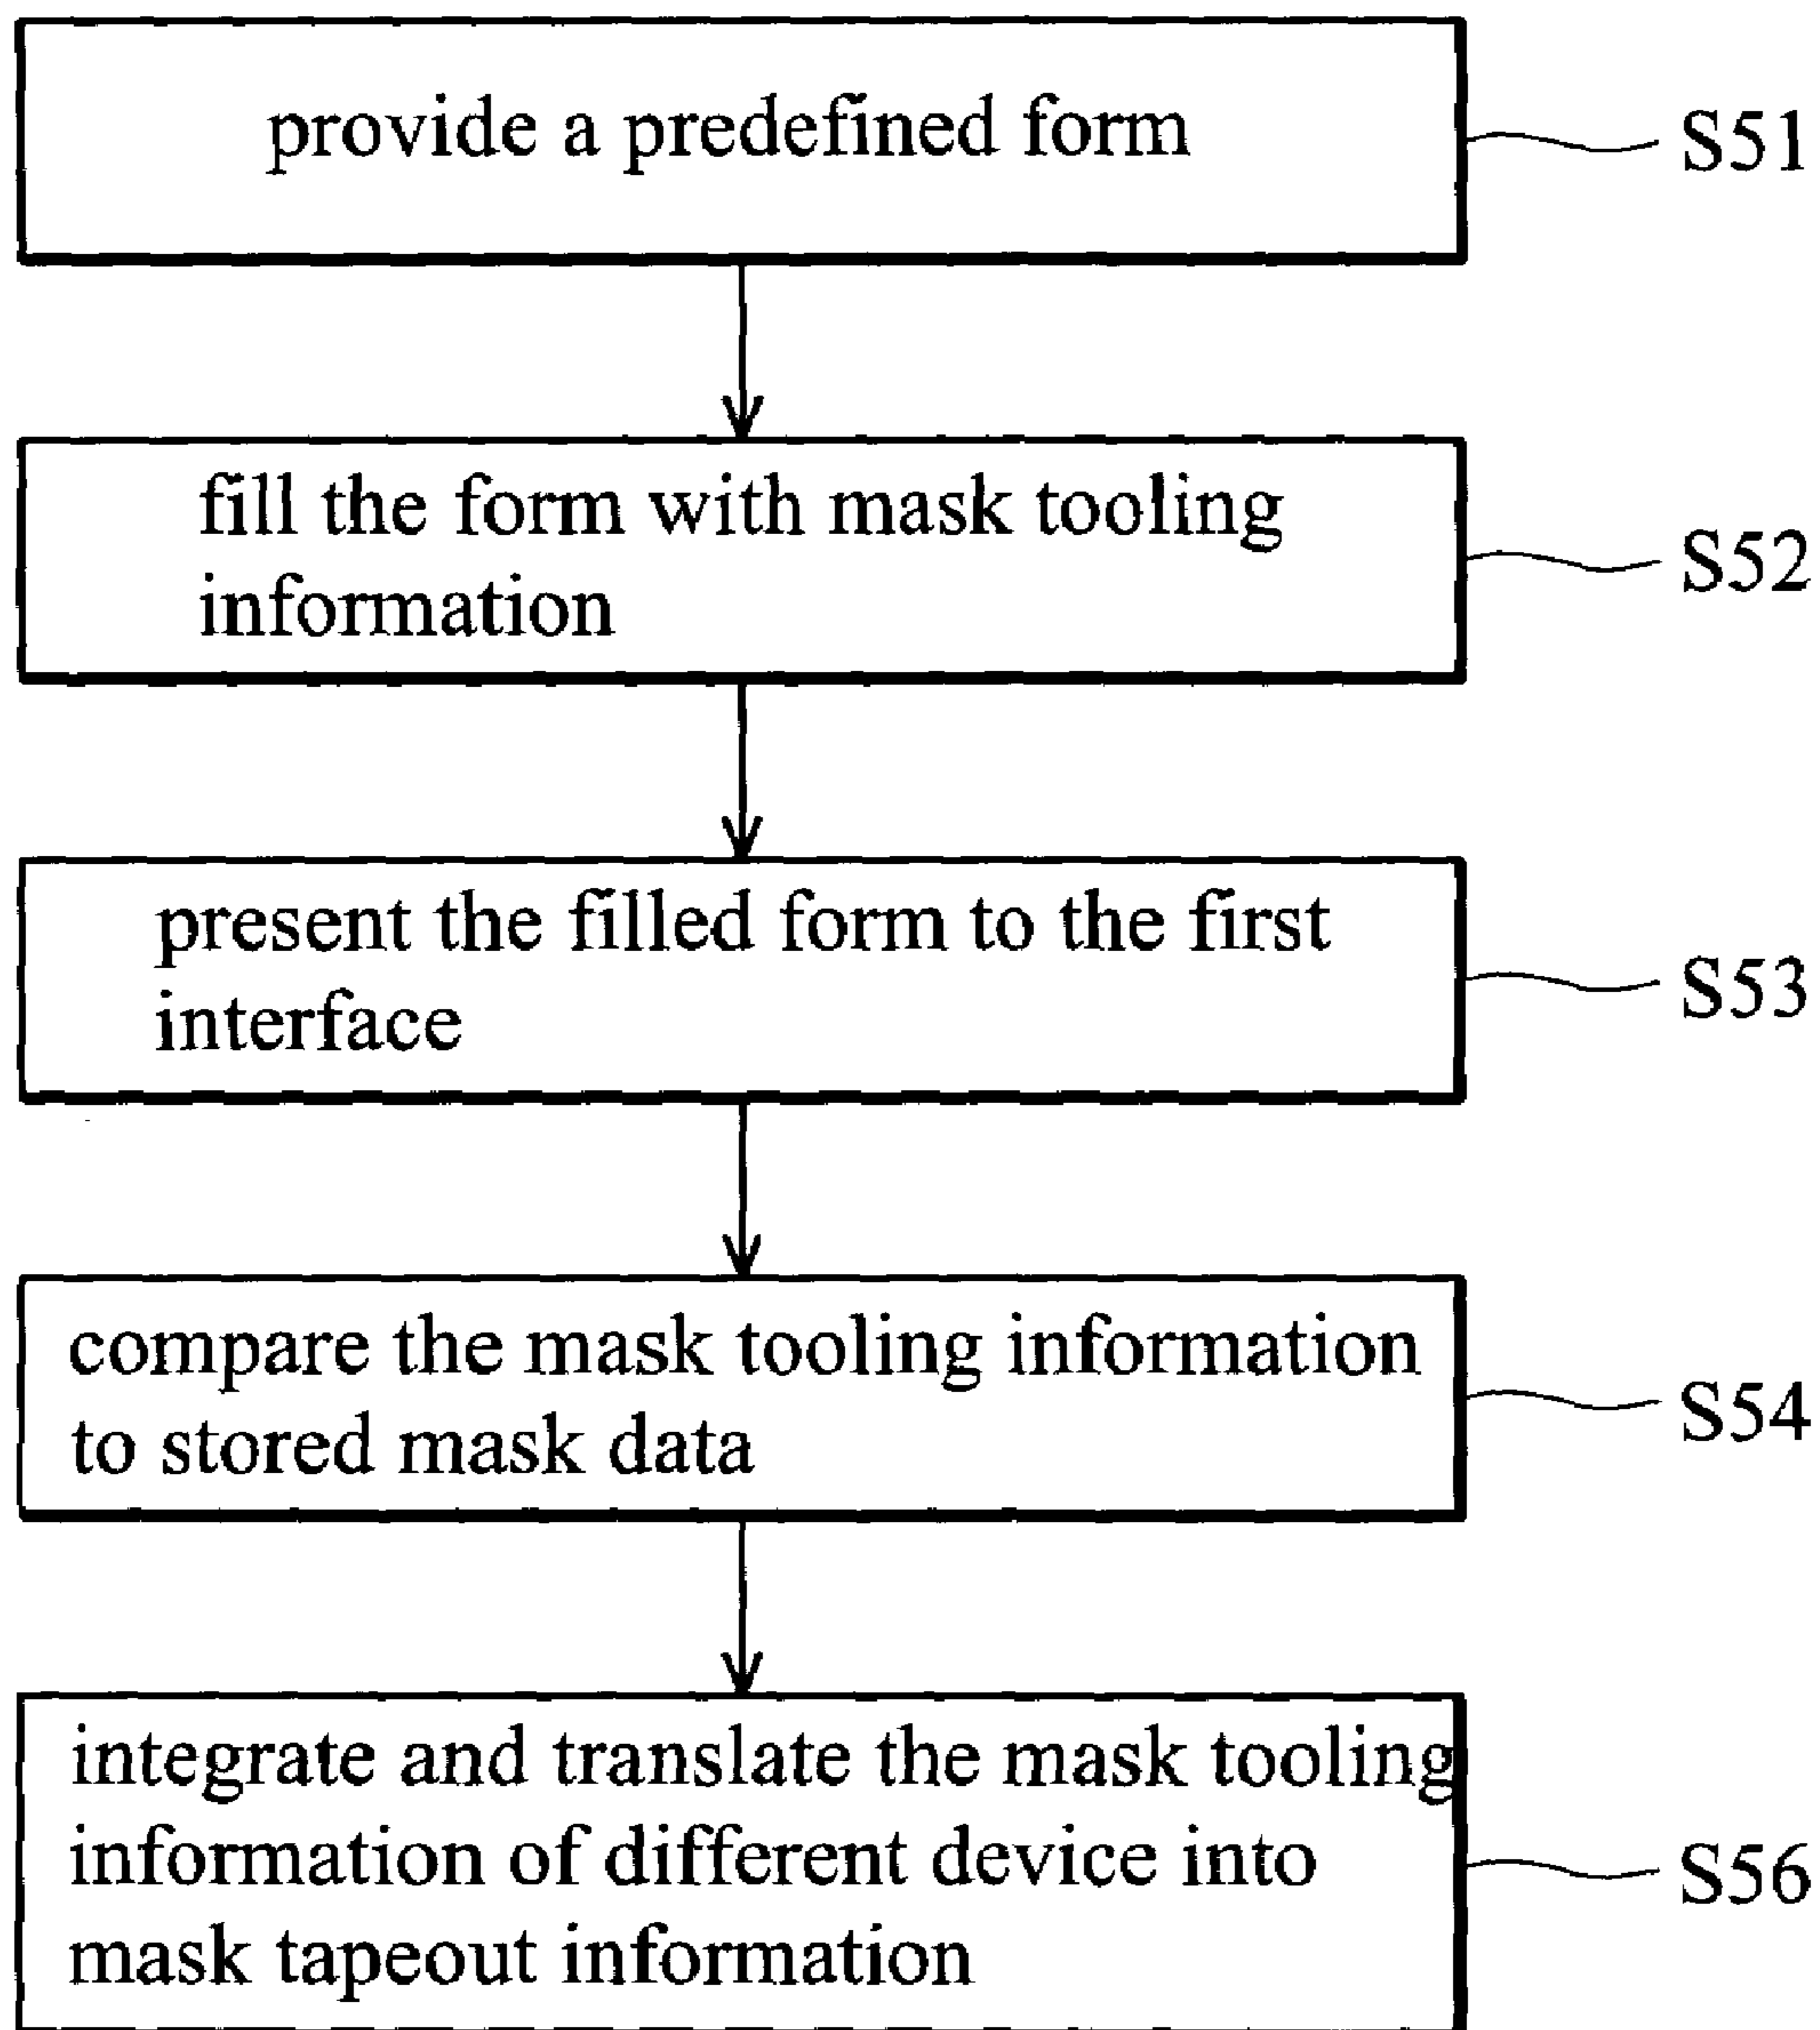 provide a predefined form
S51
fill the form with mask tooling
information
S52
present the filled form to the first
interface
S53
compare the mask tooling information
to stored mask data
S54
integrate and translate the mask tooling
information of different device into
mask tapeout information
S56